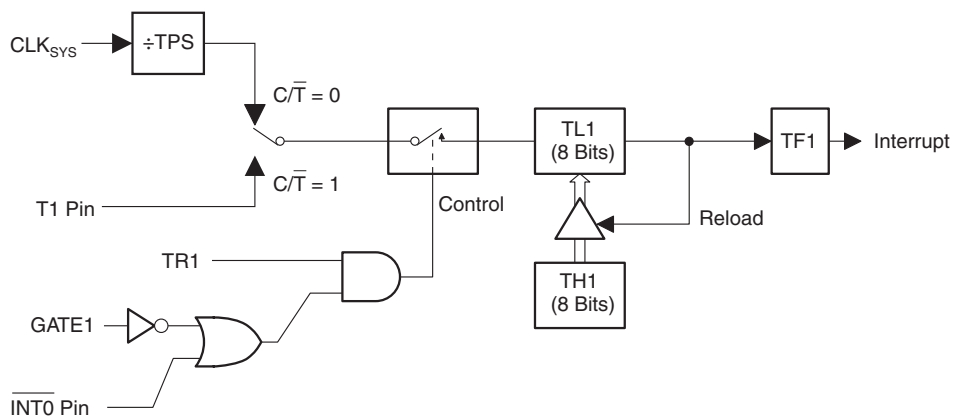 CLKSYS
÷TPS
C/T̅ = 0
C/T̅ = 1
T1 Pin
TL1
(8 Bits)
TF1
Interrupt
Control
Reload
TR1
TH1
(8 Bits)
GATE1
I̅N̅T̅0̅ Pin